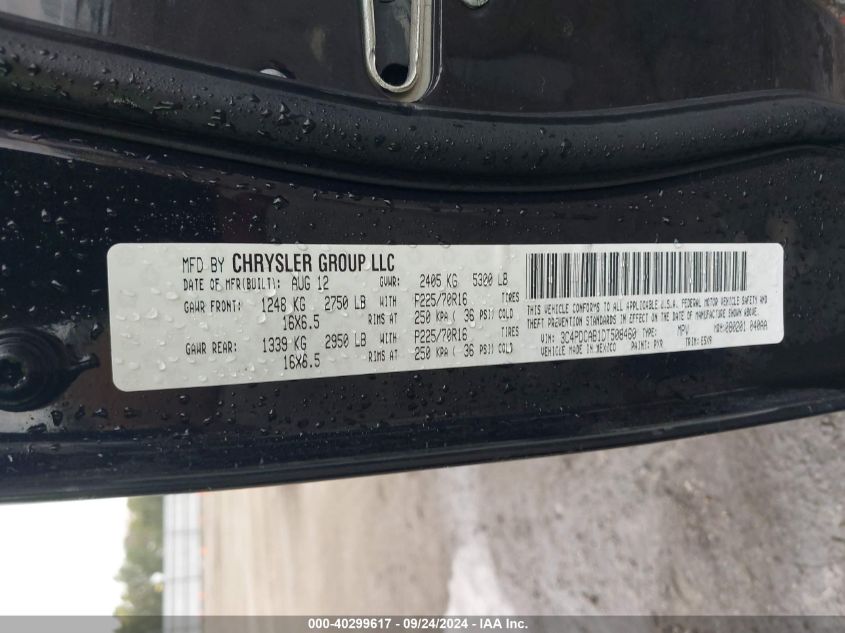 MFD BY CHRYSLER GROUP LLC
DATE OF MFR(BUILT): AUG 12 GVWR: 2405 KG 5300 LB
GAWR FRONT: 1248 KG 2750 LB WITH P225/70R16 TIRES
16X6.5 RIMS AT 250 KPA ( 36 PSI) COLD
GAWR REAR: 1339 KG 2950 LB WITH P225/70R16 TIRES
16X6.5 RIMS AT 250 KPA ( 36 PSI) COLD
THIS VEHICLE CONFORMS TO ALL APPLICABLE U.S.A. FEDERAL MOTOR VEHICLE SAFETY AND
THEFT PREVENTION STANDARDS IN EFFECT ON THE DATE OF MANUFACTURE SHOWN ABOVE.
VIN: 3C4PDCAB1DT508460 TYPE: MPV MDH: 080201 040AA
VEHICLE MADE IN MEXICO PAINT: PXR TRIM: E5X9
000-40299617 - 09/24/2024 - IAA Inc.